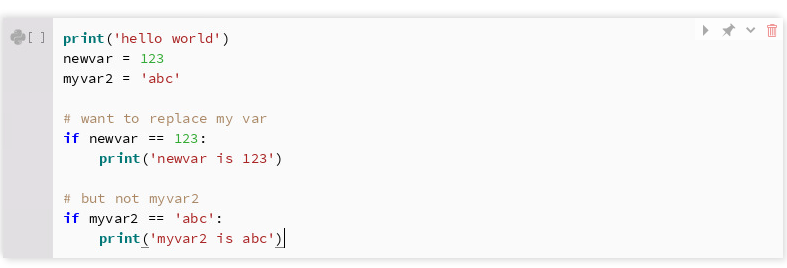 [ ]
print('hello world')
newvar = 123
myvar2 = 'abc'
# want to replace my var
if newvar == 123:
    print('newvar is 123')
# but not myvar2
if myvar2 == 'abc':
    print('myvar2 is abc')